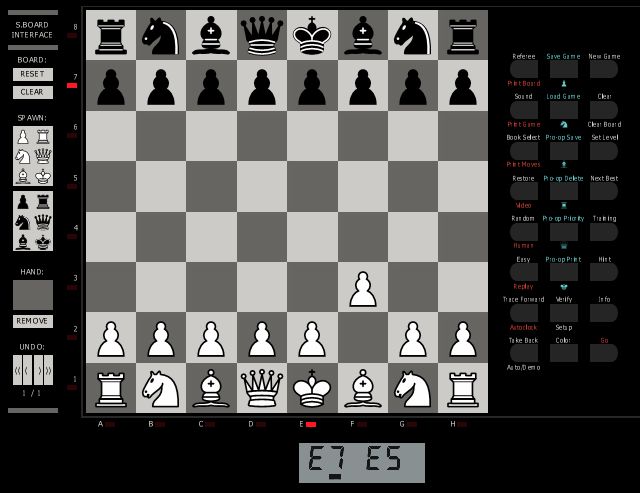 S.BOARD
INTERFACE
BOARD:
RESET
CLEAR
SPAWN:
HAND:
REMOVE
UNDO:
1 / 1
8
7
6
5
4
3
2
1
A B C D E F G H
E7 E5
Referee Save Game New Game
Print Board
Sound Load Game Clear
Print Game Clear Board
Book Select Pro-op Save Set Level
Print Moves
Restore Pro-op Delete Next Best
Video
Random Pro-op Priority Training
Human
Easy Pro-op Print Hint
Replay
Trace Forward Verify Info
Autoclock Setup
Take Back Color Go
Auto/Demo